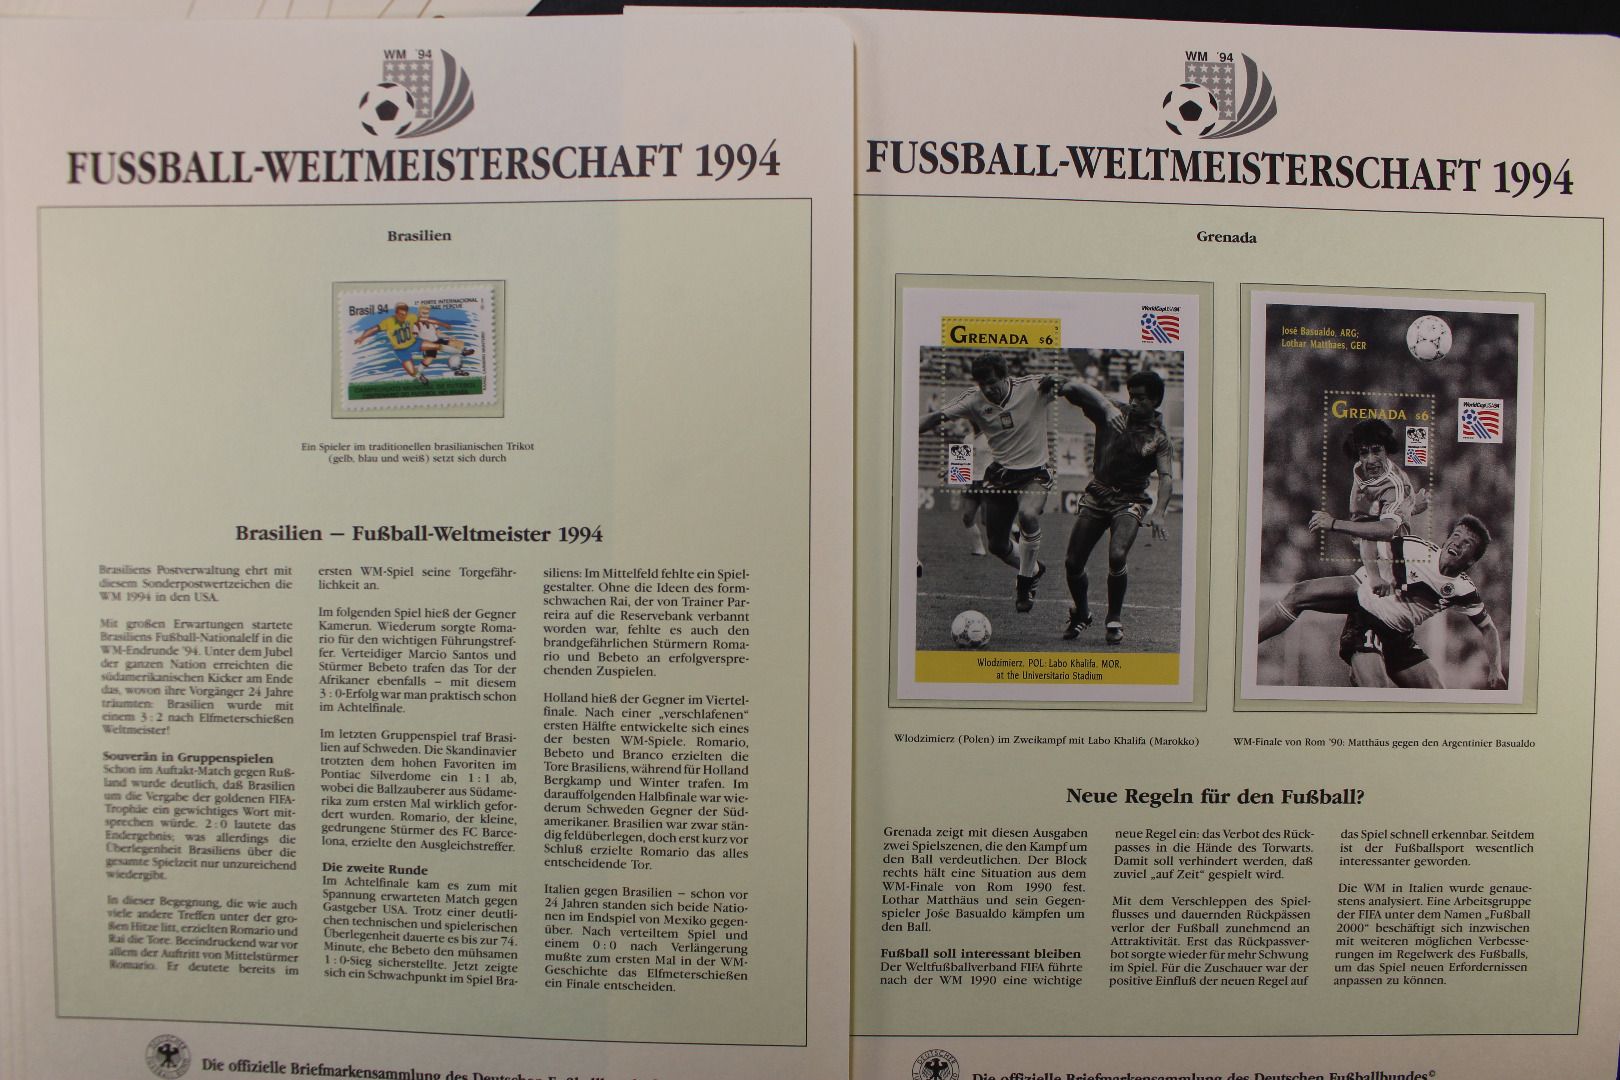 WM '94
FUSSBALL-WELTMEISTERSCHAFT 1994
Brasilien
Brasil 94
1º PORTE INTERNACIONAL
Ein Spieler im traditionellen brasilianischen Trikot
(gelb, blau und weiß) setzt sich durch
Brasilien – Fußball-Weltmeister 1994
Brasiliens Postverwaltung ehrt mit
diesem Sonderpostwertzeichen die
WM 1994 in den USA.
Mit großen Erwartungen startete
Brasiliens Fußball-Nationalelf in die
WM-Endrunde '94. Unter dem Jubel
der ganzen Nation erreichten die
südamerikanischen Kicker am Ende
das, wovon ihre Vorgänger 24 Jahre
träumten: Brasilien wurde mit
einem 3 : 2 nach Elfmeterschießen
Weltmeister!
Souverän in Gruppenspielen
Schon im Auftakt-Match gegen Ruß-
land wurde deutlich, daß Brasilien
um die Vergabe der goldenen FIFA-
Trophäe ein gewichtiges Wort mit-
sprechen würde. 2 : 0 lautete das
Endergebnis, was allerdings die
Überlegenheit Brasiliens über die
gesamte Spielzeit nur unzureichend
wiedergibt.
In dieser Begegnung, die wie auch
viele andere Treffen unter der gro-
ßen Hitze litt, erzielten Romario und
Rai die Tore. Beeindruckend war vor
allem der Auftritt von Mittelstürmer
Romario. Er deutete bereits im
ersten WM-Spiel seine Torgefähr-
lichkeit an.
Im folgenden Spiel hieß der Gegner
Kamerun. Wiederum sorgte Roma-
rio für den wichtigen Führungstref-
fer. Verteidiger Marcio Santos und
Stürmer Bebeto trafen das Tor der
Afrikaner ebenfalls – mit diesem
3 : 0-Erfolg war man praktisch schon
im Achtelfinale.
Im letzten Gruppenspiel traf Brasi-
lien auf Schweden. Die Skandinavier
trotzten dem hohen Favoriten im
Pontiac Silverdome ein 1 : 1 ab,
wobei die Ballzauberer aus Südame-
rika zum ersten Mal wirklich gefor-
dert wurden. Romario, der kleine,
gedrungene Stürmer des FC Barce-
lona, erzielte den Ausgleichstreffer.
Die zweite Runde
Im Achtelfinale kam es zum mit
Spannung erwarteten Match gegen
Gastgeber USA. Trotz einer deutli-
chen technischen und spielerischen
Überlegenheit dauerte es bis zur 74.
Minute, ehe Bebeto den mühsamen
1 : 0-Sieg sicherstellte. Jetzt zeigte
sich ein Schwachpunkt im Spiel Bra-
siliens: Im Mittelfeld fehlte ein Spiel-
gestalter. Ohne die Ideen des form-
schwachen Rai, der von Trainer Par-
reira auf die Reservebank verbannt
worden war, fehlte es auch den
brandgefährlichen Stürmern Roma-
rio und Bebeto an erfolgverspre-
chenden Zuspielen.
Holland hieß der Gegner im Viertel-
finale. Nach einer „verschlafenen“
ersten Hälfte entwickelte sich eines
der besten WM-Spiele. Romario,
Bebeto und Branco erzielten die
Tore Brasiliens, während für Holland
Bergkamp und Winter trafen. Im
darauffolgenden Halbfinale war wie-
derum Schweden Gegner der Süd-
amerikaner. Brasilien war zwar stän-
dig feldüberlegen, doch erst kurz vor
Schluß erzielte Romario das alles
entscheidende Tor.
Italien gegen Brasilien – schon vor
24 Jahren standen sich beide Natio-
nen im Endspiel von Mexiko gegen-
über. Nach verteiltem Spiel und
einem 0 : 0 nach Verlängerung
mußte zum ersten Mal in der WM-
Geschichte das Elfmeterschießen
ein Finale entscheiden.
Die offizielle Briefmarkensammlung des Deutschen
WM '94
FUSSBALL-WELTMEISTERSCHAFT 1994
Grenada
GRENADA $6
WorldCupUSA94
Wlodzimierz, POL: Labo Khalifa, MOR,
at the Universitario Stadium
José Basualdo, ARG;
Lothar Matthaes, GER
GRENADA $6
WorldCupUSA94
10
Wlodzimierz (Polen) im Zweikampf mit Labo Khalifa (Marokko)
WM-Finale von Rom '90: Matthäus gegen den Argentinier Basualdo
Neue Regeln für den Fußball?
Grenada zeigt mit diesen Ausgaben
zwei Spielszenen, die den Kampf um
den Ball verdeutlichen. Der Block
rechts hält eine Situation aus dem
WM-Finale von Rom 1990 fest.
Lothar Matthäus und sein Gegen-
spieler Jośe Basualdo kämpfen um
den Ball.
Fußball soll interessant bleiben
Der Weltfußballverband FIFA führte
nach der WM 1990 eine wichtige
neue Regel ein: das Verbot des Rück-
passes in die Hände des Torwarts.
Damit soll verhindert werden, daß
zuviel „auf Zeit“ gespielt wird.
Mit dem Verschleppen des Spiel-
flusses und dauernden Rückpässen
verlor der Fußball zunehmend an
Attraktivität. Erst das Rückpassver-
bot sorgte wieder für mehr Schwung
im Spiel. Für die Zuschauer war der
positive Einfluß der neuen Regel auf
das Spiel schnell erkennbar. Seitdem
ist der Fußballsport wesentlich
interessanter geworden.
Die WM in Italien wurde genaue-
stens analysiert. Eine Arbeitsgruppe
der FIFA unter dem Namen „Fußball
2000“ beschäftigt sich inzwischen
mit weiteren möglichen Verbesse-
rungen im Regelwerk des Fußballs,
um das Spiel neuen Erfordernissen
anpassen zu können.
Die offizielle Briefmarkensammlung des Deutschen Fußballbundes©